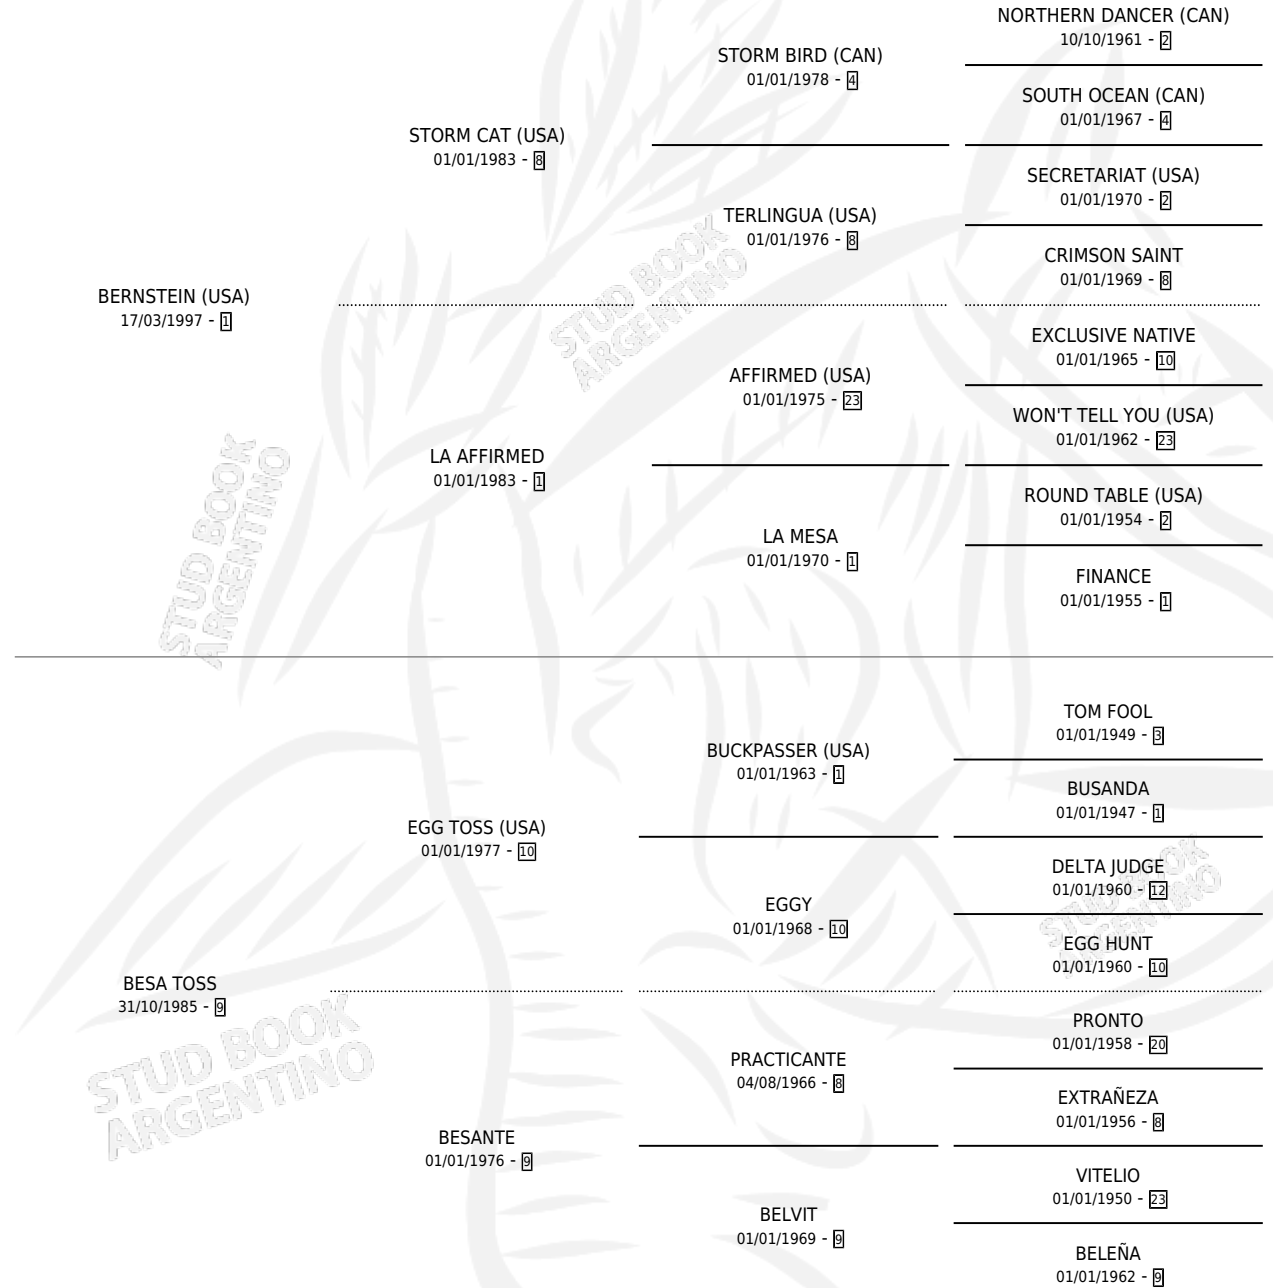 NORTHERN DANCER (CAN)
10/10/1961 - 2
STORM BIRD (CAN)
01/01/1978 - 4
SOUTH OCEAN (CAN)
01/01/1967 - 4
STORM CAT (USA)
01/01/1983 - 8
SECRETARIAT (USA)
01/01/1970 - 2
TERLINGUA (USA)
01/01/1976 - 8
CRIMSON SAINT
01/01/1969 - 8
BERNSTEIN (USA)
17/03/1997 - 1
EXCLUSIVE NATIVE
01/01/1965 - 10
AFFIRMED (USA)
01/01/1975 - 23
WON'T TELL YOU (USA)
01/01/1962 - 23
LA AFFIRMED
01/01/1983 - 1
ROUND TABLE (USA)
01/01/1954 - 2
LA MESA
01/01/1970 - 1
FINANCE
01/01/1955 - 1
TOM FOOL
01/01/1949 - 3
BUCKPASSER (USA)
01/01/1963 - 1
BUSANDA
01/01/1947 - 1
EGG TOSS (USA)
01/01/1977 - 10
DELTA JUDGE
01/01/1960 - 12
EGGY
01/01/1968 - 10
EGG HUNT
01/01/1960 - 10
BESA TOSS
31/10/1985 - 9
PRONTO
01/01/1958 - 20
PRACTICANTE
04/08/1966 - 8
EXTRAÑEZA
01/01/1956 - 8
BESANTE
01/01/1976 - 9
VITELIO
01/01/1950 - 23
BELVIT
01/01/1969 - 9
BELEÑA
01/01/1962 - 9
STUD BOOK
ARGENTINO
STUD BOOK
ARGENTINO
STUD BOOK
ARGENTINO
STUD BOOK
ARGENTINO